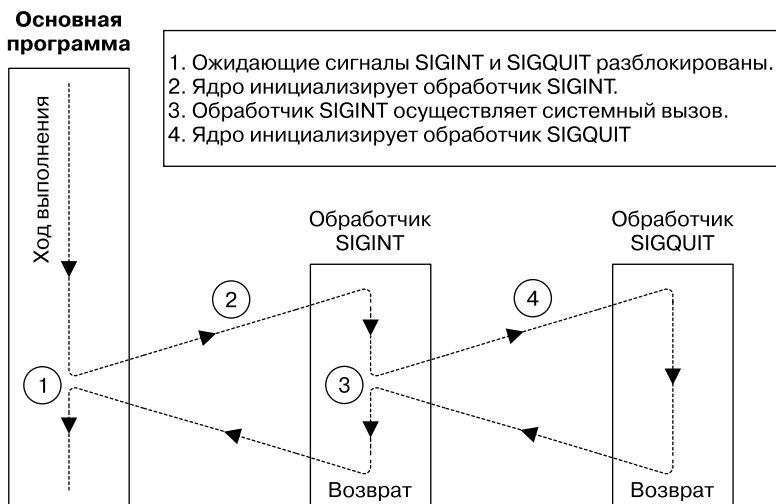 Основная
программа
1. Ожидающие сигналы SIGINT и SIGQUIT разблокированы.
2. Ядро инициализирует обработчик SIGINT.
3. Обработчик SIGINT осуществляет системный вызов.
4. Ядро инициализирует обработчик SIGQUIT
Ход выполнения
Обработчик
SIGINT
Обработчик
SIGQUIT
2
4
1
3
Возврат
Возврат